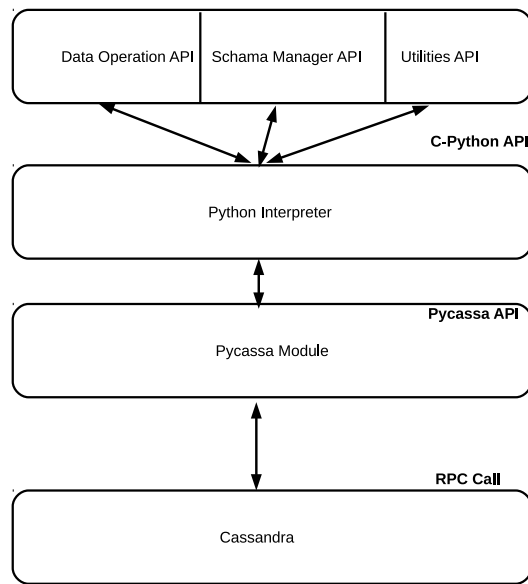 Data Operation API
Schama Manager API
Utilities API
C-Python API
Python Interpreter
Pycassa API
Pycassa Module
RPC Call
Cassandra